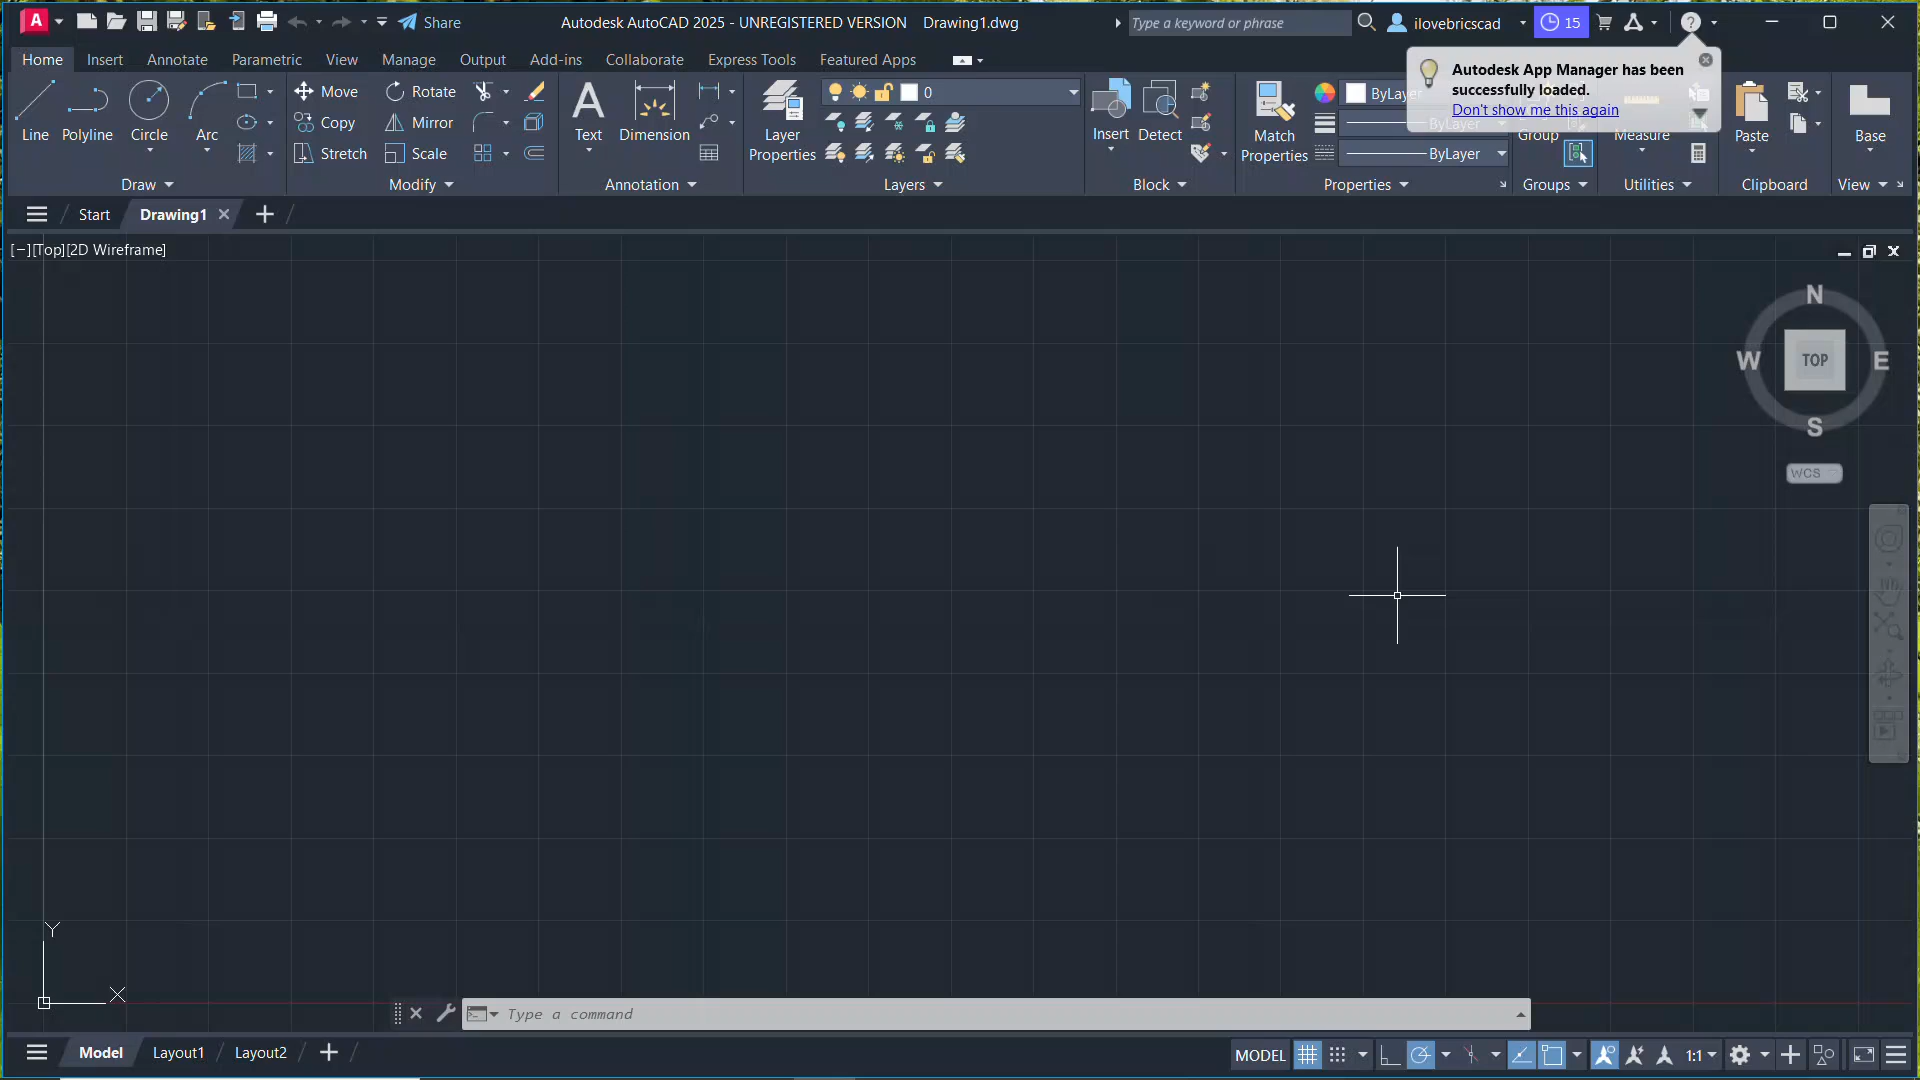 A
Share
Autodesk AutoCAD 2025 - UNREGISTERED VERSION Drawing1.dwg
Type a keyword or phrase
ilovebricscad
15
?
Home Insert Annotate Parametric View Manage Output Add-ins Collaborate Express Tools Featured Apps
Autodesk App Manager has been
successfully loaded.
Don't show me this again
Line
Polyline
Circle
Arc
Draw
Move
Rotate
Copy
Mirror
Stretch
Scale
Modify
A
Text
Dimension
Annotation
Layer
Properties
0
Layers
Insert
Detect
Block
Match
Properties
ByLayer
ByLayer
ByLayer
Properties
Group
Groups
Measure
Utilities
Paste
Clipboard
Base
View
Start
Drawing1
[−][Top][2D Wireframe]
N
W
TOP
E
S
WCS
Y
X
Type a command
Model
Layout1
Layout2
MODEL
1:1